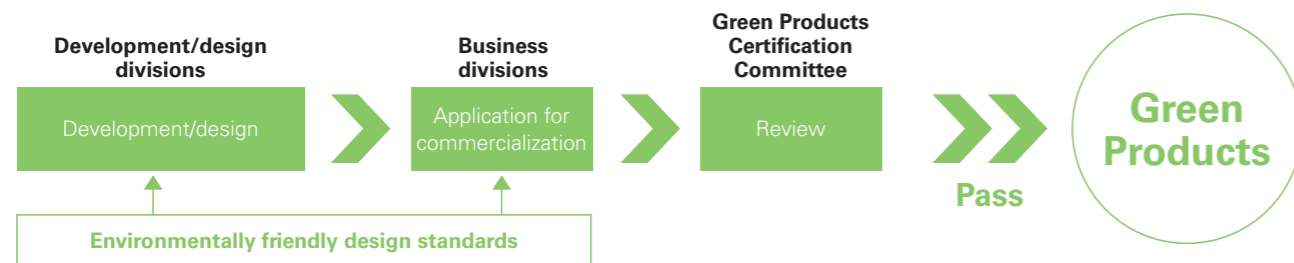 Development/design
divisions
Development/design
Business
divisions
Application for
commercialization
Green Products
Certification
Committee
Review
Pass
Green
Products
Environmentally friendly design standards